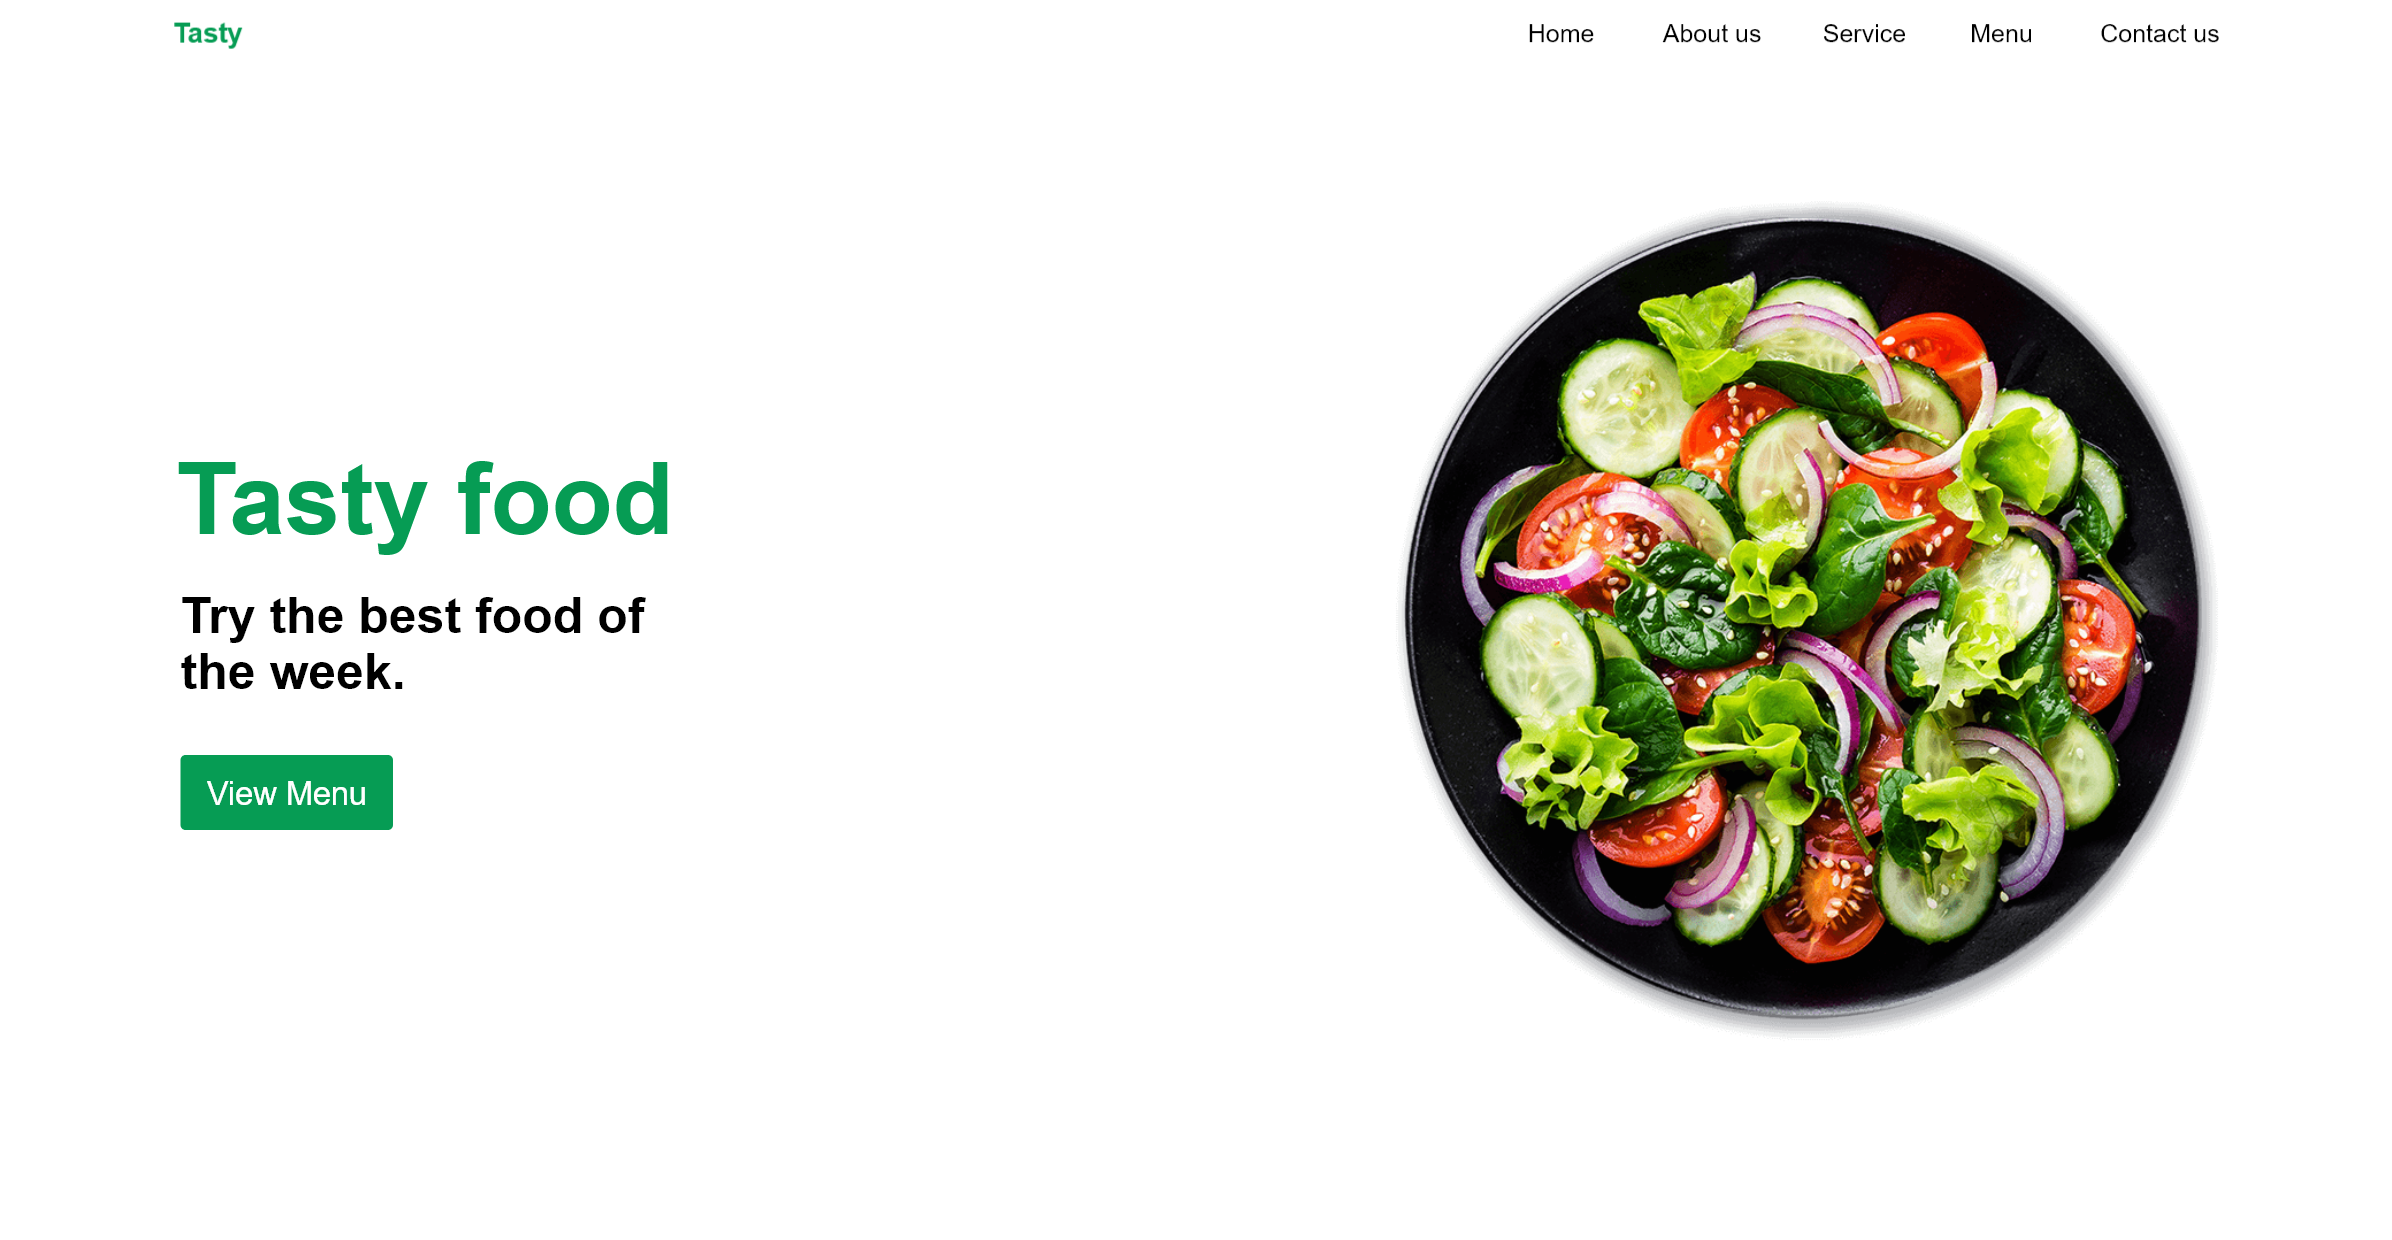 Tasty
Home
About us
Service
Menu
Contact us
Tasty food
Try the best food of
the week.
View Menu